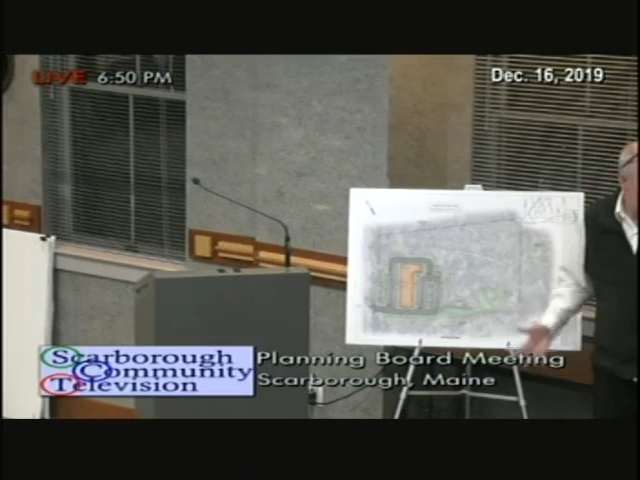 LIVE 6:50 PM
Dec. 16, 2019
Scarborough
Community
Television
Planning Board Meeting
Scarborough, Maine